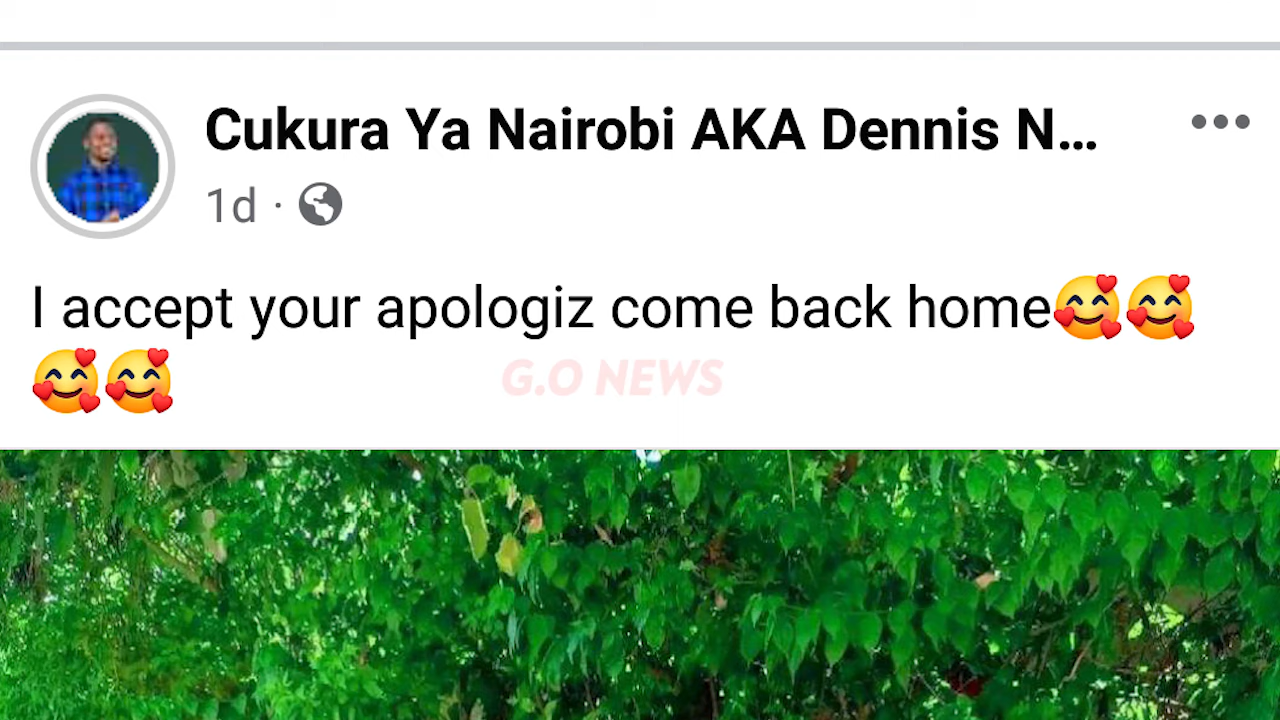 Cukura Ya Nairobi AKA Dennis N...
1d ·
I accept your apologiz come back home🥰🥰
🥰🥰
G.O NEWS